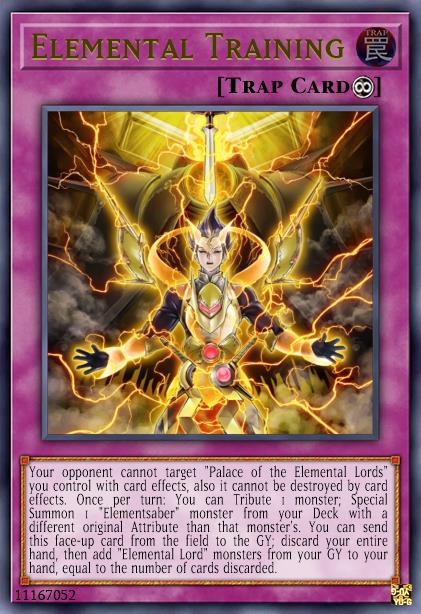 ELEMENTAL TRAINING
TRAP
罠
[TRAP CARD]
Your opponent cannot target "Palace of the Elemental Lords"
you control with card effects, also it cannot be destroyed by card
effects. Once per turn: You can Tribute 1 monster; Special
Summon 1 "Elementsaber" monster from your Deck with a
different original Attribute than that monster's. You can send
this face-up card from the field to the GY; discard your entire
hand, then add "Elemental Lord" monsters from your GY to your
hand, equal to the number of cards discarded.
11167052